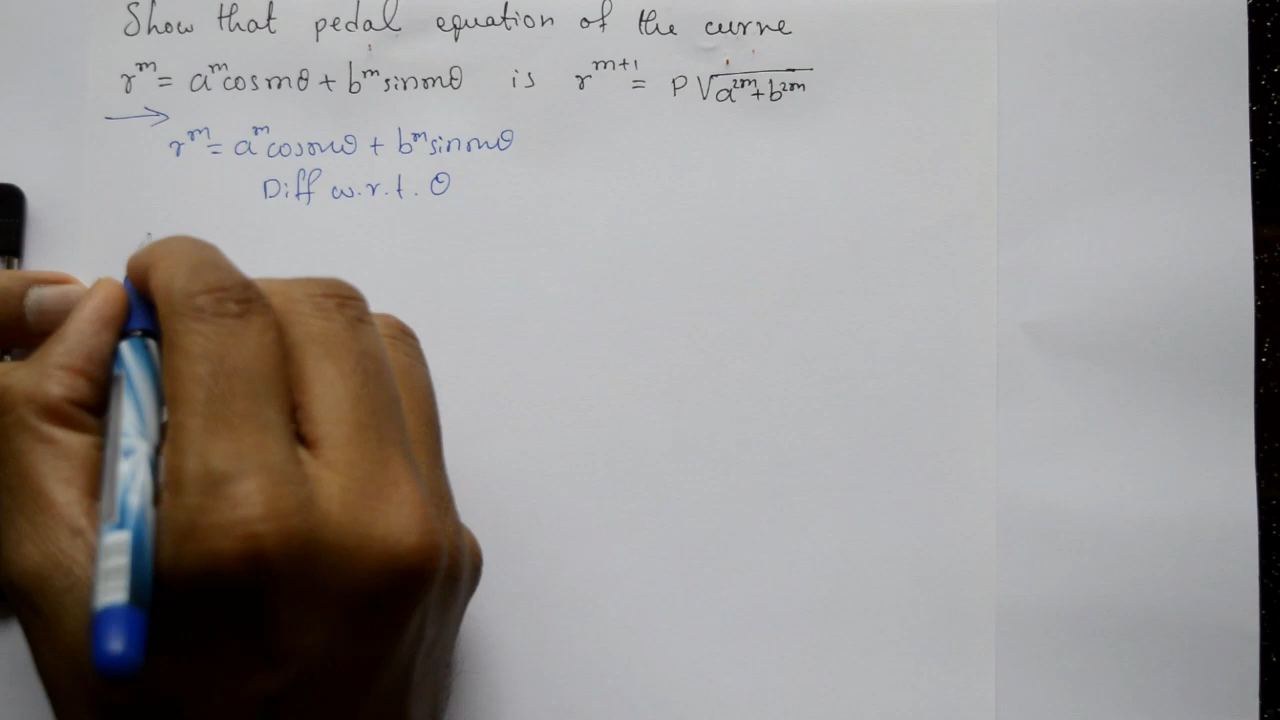 Show that pedal equation of the curve
r^m = a^m cos mθ + b^m sin mθ is r^{m+1} = P √(a^{2m} + b^{2m})
→
r^m = a^m cos mθ + b^m sin mθ
Diff w.r.t. θ